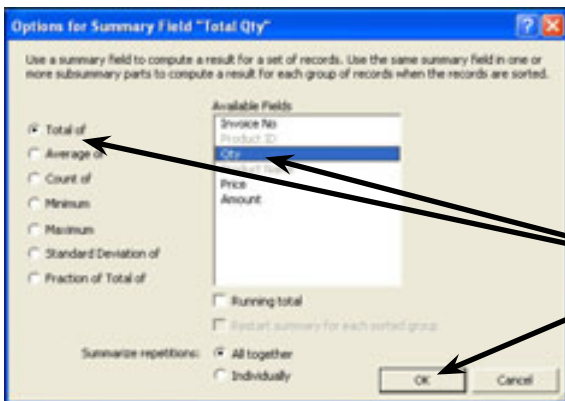 Options for Summary Field "Total Qty"
Use a summary field to compute a result for a set of records. Use the same summary field in one or
more subsummary parts to compute a result for each group of records when the records are sorted.
Available Fields
Total of
Average of
Count of
Minimum
Maximum
Standard Deviation of
Fraction of Total of
Invoice No
Product ID
Qty
Product
Price
Amount
Running total
Restart summary for each sorted group
Summarize repetitions:
All together
Individually
OK
Cancel